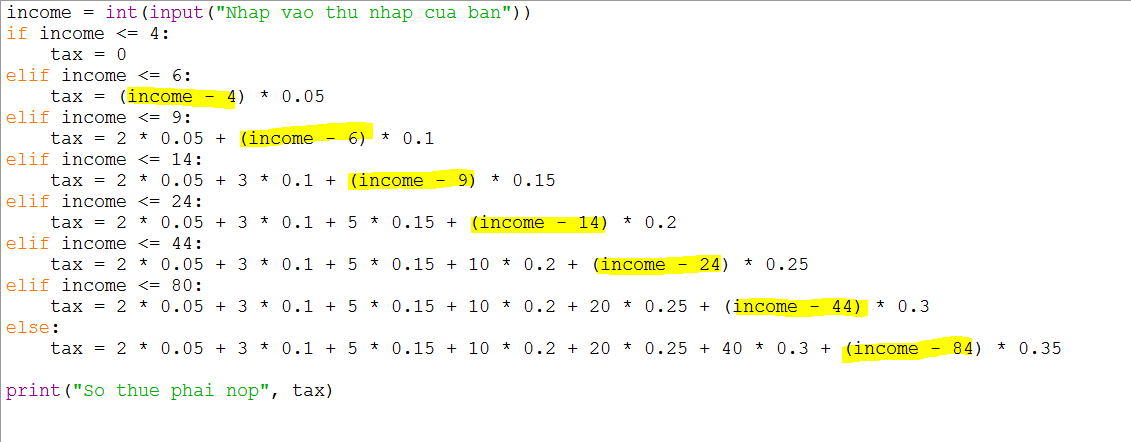 income = int(input("Nhap vao thu nhap cua ban"))
if income <= 4:
    tax = 0
elif income <= 6:
    tax = (income - 4) * 0.05
elif income <= 9:
    tax = 2 * 0.05 + (income - 6) * 0.1
elif income <= 14:
    tax = 2 * 0.05 + 3 * 0.1 + (income - 9) * 0.15
elif income <= 24:
    tax = 2 * 0.05 + 3 * 0.1 + 5 * 0.15 + (income - 14) * 0.2
elif income <= 44:
    tax = 2 * 0.05 + 3 * 0.1 + 5 * 0.15 + 10 * 0.2 + (income - 24) * 0.25
elif income <= 80:
    tax = 2 * 0.05 + 3 * 0.1 + 5 * 0.15 + 10 * 0.2 + 20 * 0.25 + (income - 44) * 0.3
else:
    tax = 2 * 0.05 + 3 * 0.1 + 5 * 0.15 + 10 * 0.2 + 20 * 0.25 + 40 * 0.3 + (income - 84) * 0.35
print("So thue phai nop", tax)